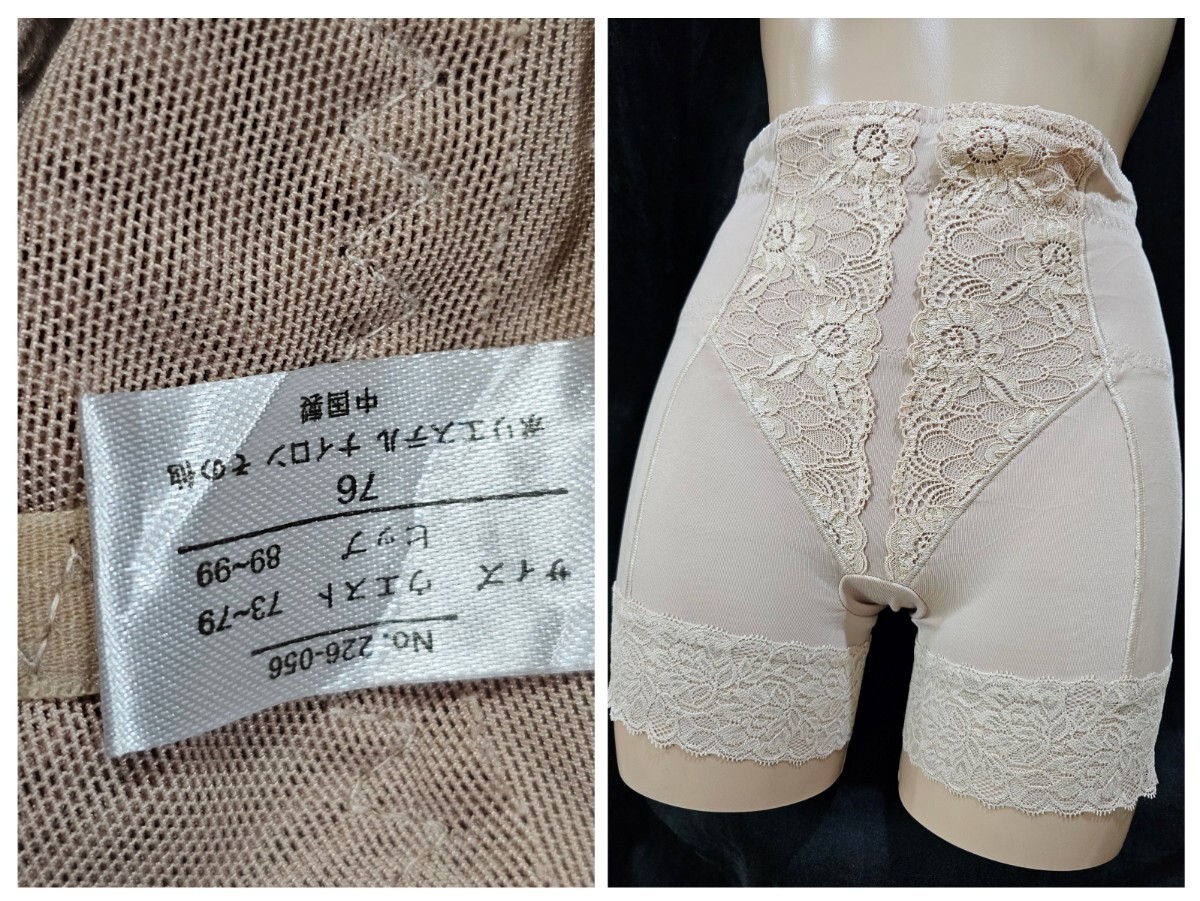 No. 226-056
サイズ ウエスト 73~79
ヒップ 89~99
76
ポリエステル ナイロン その他
中国製